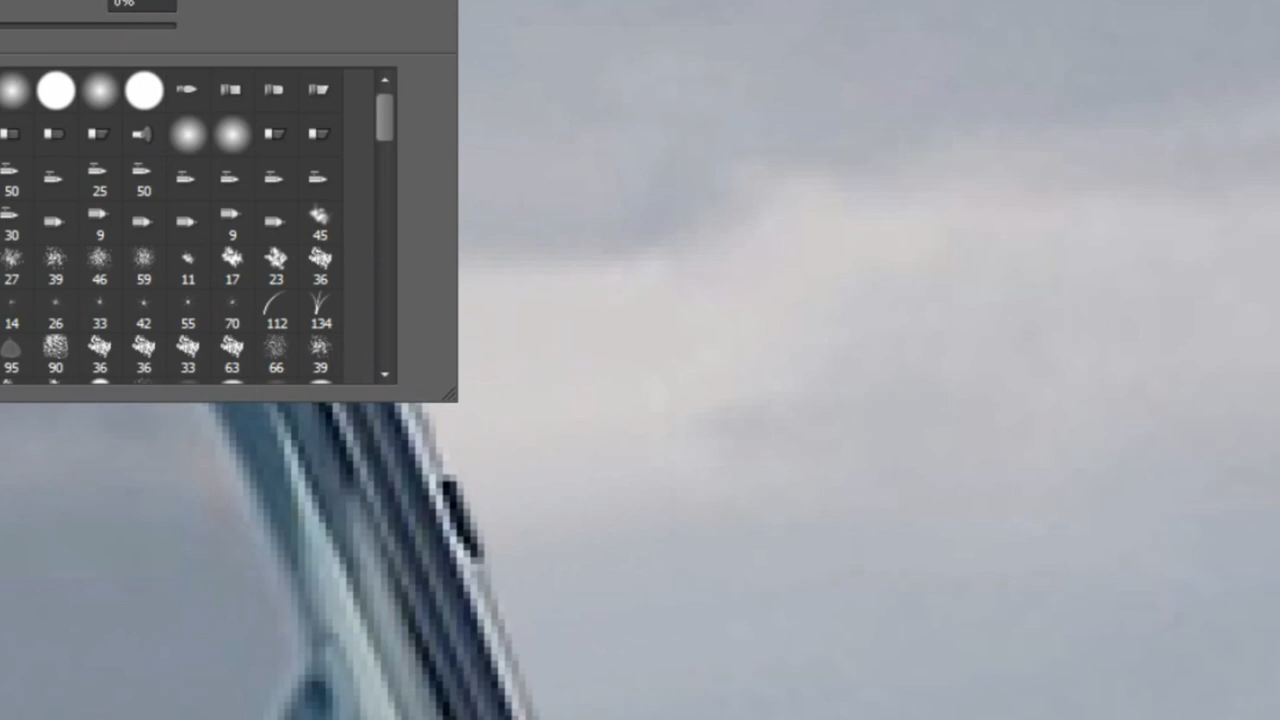 0%
50 25 50
30 9 9 45
27 39 46 59 11 17 23 36
14 26 33 42 55 70 112 134
95 90 36 36 33 63 66 39